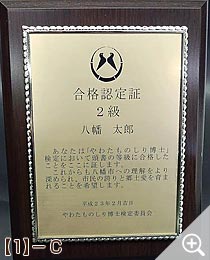 合格認定証
2級
八幡 太郎
あなたは「やわたものしり博士」
検定において頭書の等級に合格した
ことをここに証します。
これからも八幡市への理解をより
深められ、市民の誇りと郷土愛を育ま
れることを希望します。
平成23年2月吉日
やわたものしり博士検定委員会
[1]-C